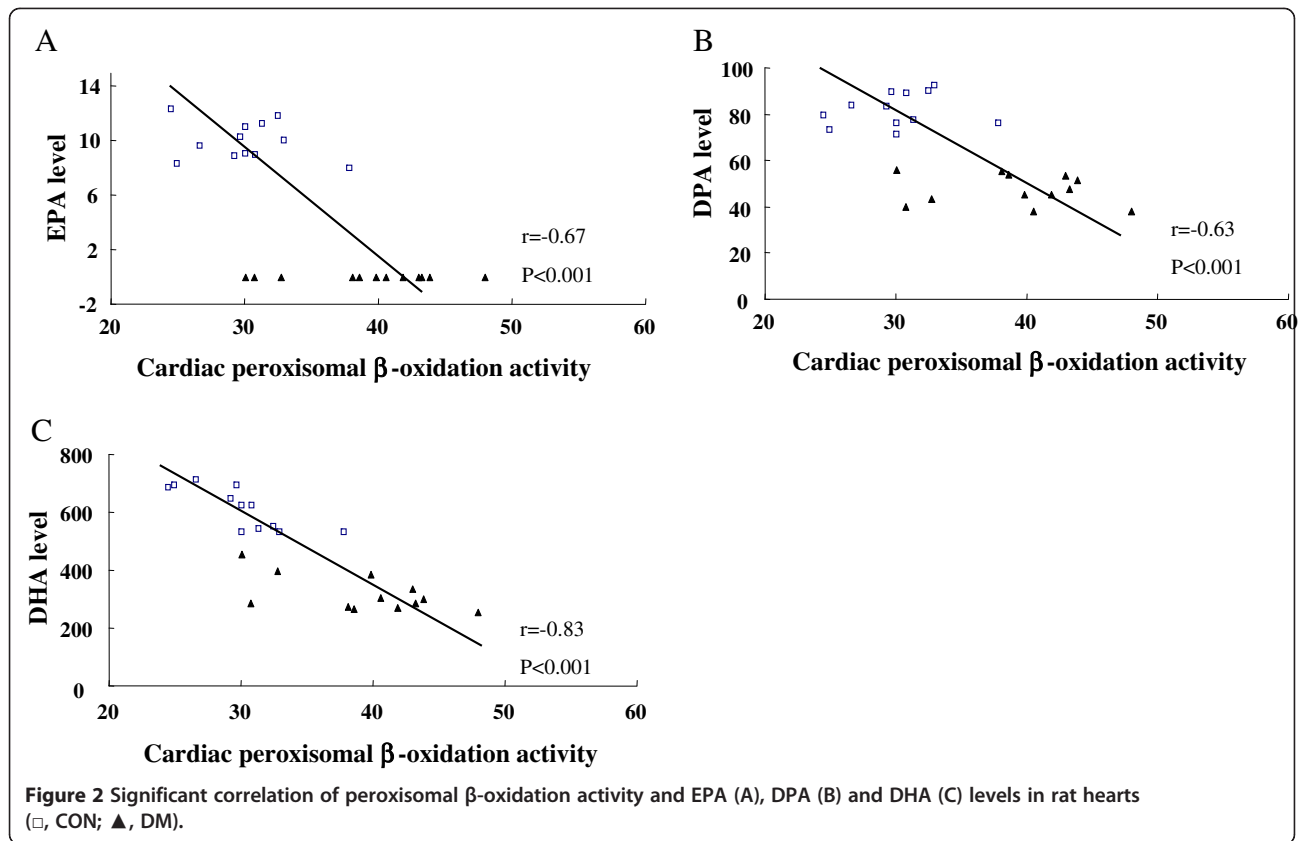 A
14
10
6
2
-2
EPA level
r=-0.67
P<0.001
20 30 40 50 60
Cardiac peroxisomal β-oxidation activity
B
100
80
60
40
20
0
DPA level
r=-0.63
P<0.001
20 30 40 50 60
Cardiac peroxisomal β-oxidation activity
C
800
600
400
200
0
DHA level
r=-0.83
P<0.001
20 30 40 50 60
Cardiac peroxisomal β-oxidation activity
Figure 2 Significant correlation of peroxisomal β-oxidation activity and EPA (A), DPA (B) and DHA (C) levels in rat hearts
(□, CON; ▲, DM).